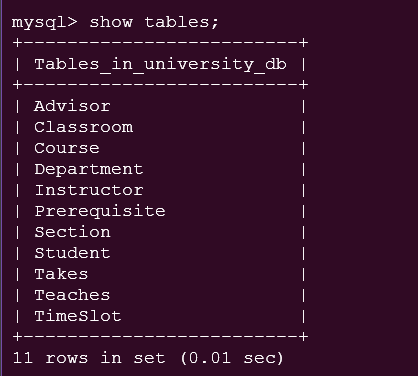 mysql> show tables;
+--------------------------+
| Tables_in_university_db |
+--------------------------+
| Advisor                  |
| Classroom                |
| Course                   |
| Department               |
| Instructor               |
| Prerequisite             |
| Section                  |
| Student                  |
| Takes                    |
| Teaches                  |
| TimeSlot                 |
+--------------------------+
11 rows in set (0.01 sec)